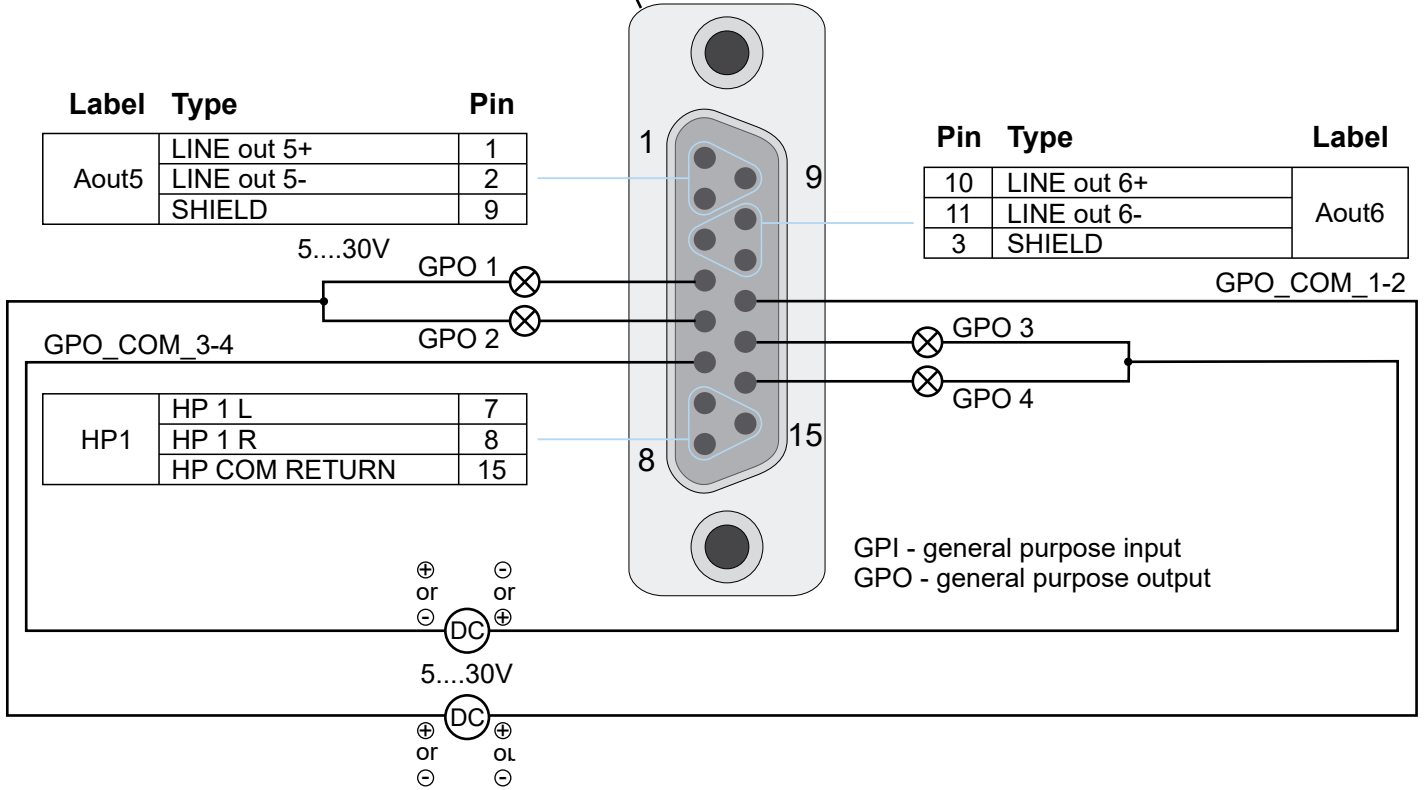 Label Type Pin
Aout5
LINE out 5+ 1
LINE out 5- 2
SHIELD 9
1
9
8
15
Pin Type Label
10 LINE out 6+
11 LINE out 6-
3 SHIELD
Aout6
5....30V
GPO 1
GPO 2
GPO_COM_1-2
GPO_COM_3-4
GPO 3
GPO 4
HP1
HP 1 L 7
HP 1 R 8
HP COM RETURN 15
GPI - general purpose input
GPO - general purpose output
⊕ ⊖
or or
⊖ ⊕
DC
5....30V
DC
⊕ ⊕
or
⊖ ⊖